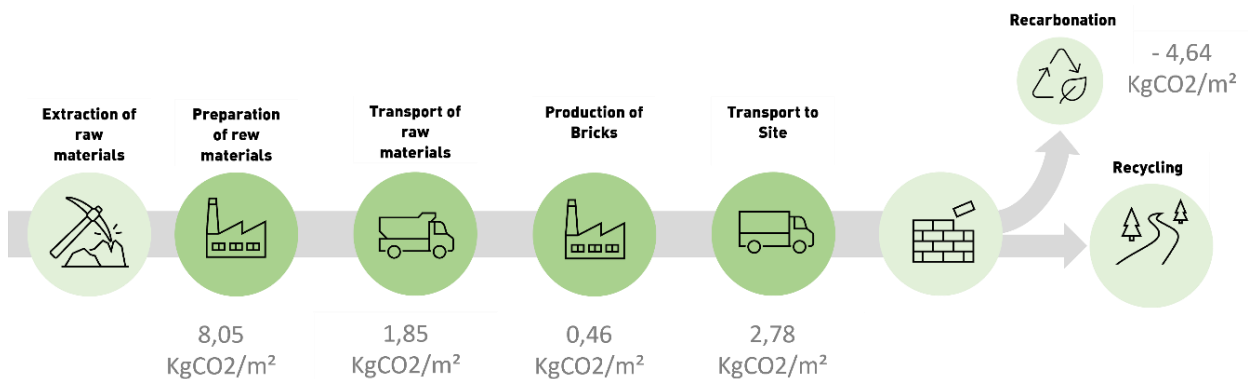 Recarbonation
- 4,64
KgCO2/m²
Extraction of
raw
materials
Preparation
of rew
materials
Transport of
raw
materials
Production of
Bricks
Transport to
Site
Recycling
8,05
KgCO2/m²
1,85
KgCO2/m²
0,46
KgCO2/m²
2,78
KgCO2/m²